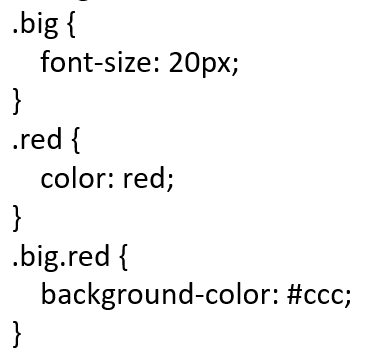 .big {
font-size: 20px;
}
.red {
color: red;
}
.big.red {
background-color: #ccc;
}